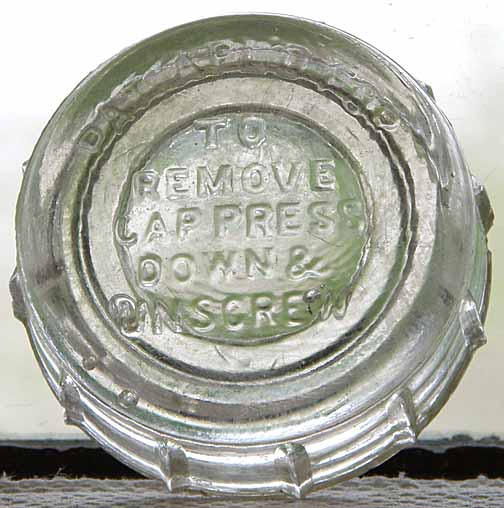 TO
REMOVE
CAP PRESS
DOWN &
UNSCREW